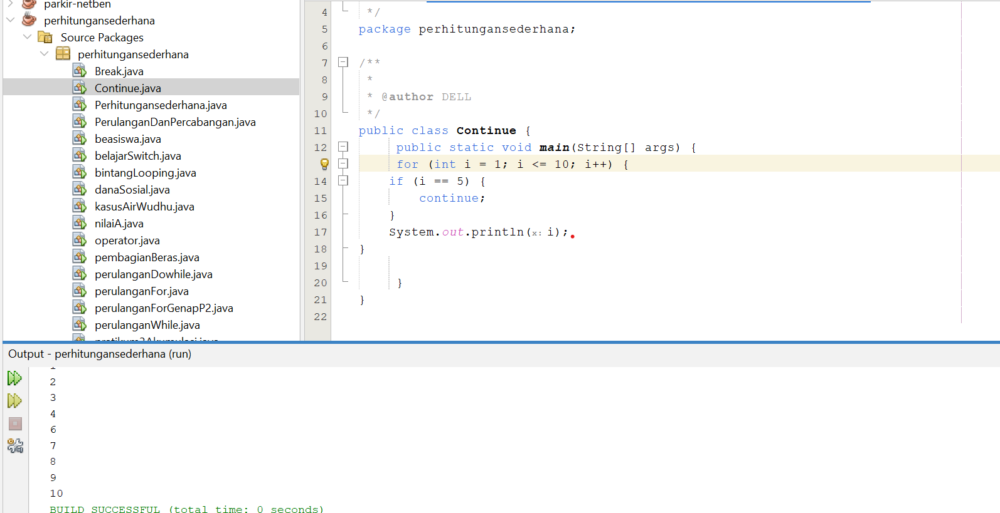 parkir-netben
perhitungansederhana
Source Packages
perhitungansederhana
Break.java
Continue.java
Perhitungansederhana.java
PerulanganDanPercabangan.java
beasiswa.java
belajarSwitch.java
bintangLooping.java
danaSosial.java
kasusAirWudhu.java
nilaiA.java
operator.java
pembagianBeras.java
perulanganDowhile.java
perulanganFor.java
perulanganForGenapP2.java
perulanganWhile.java
4 */
5 package perhitungansederhana;
6
7 /**
8 *
9 * @author DELL
10 */
11 public class Continue {
12 public static void main(String[] args) {
for (int i = 1; i <= 10; i++) {
14 if (i == 5) {
15 continue;
16 }
17 System.out.println(x: i);
18 }
19
20 }
21 }
22
Output - perhitungansederhana (run)
1
2
3
4
6
7
8
9
10
BUILD SUCCESSFUL (total time: 0 seconds)